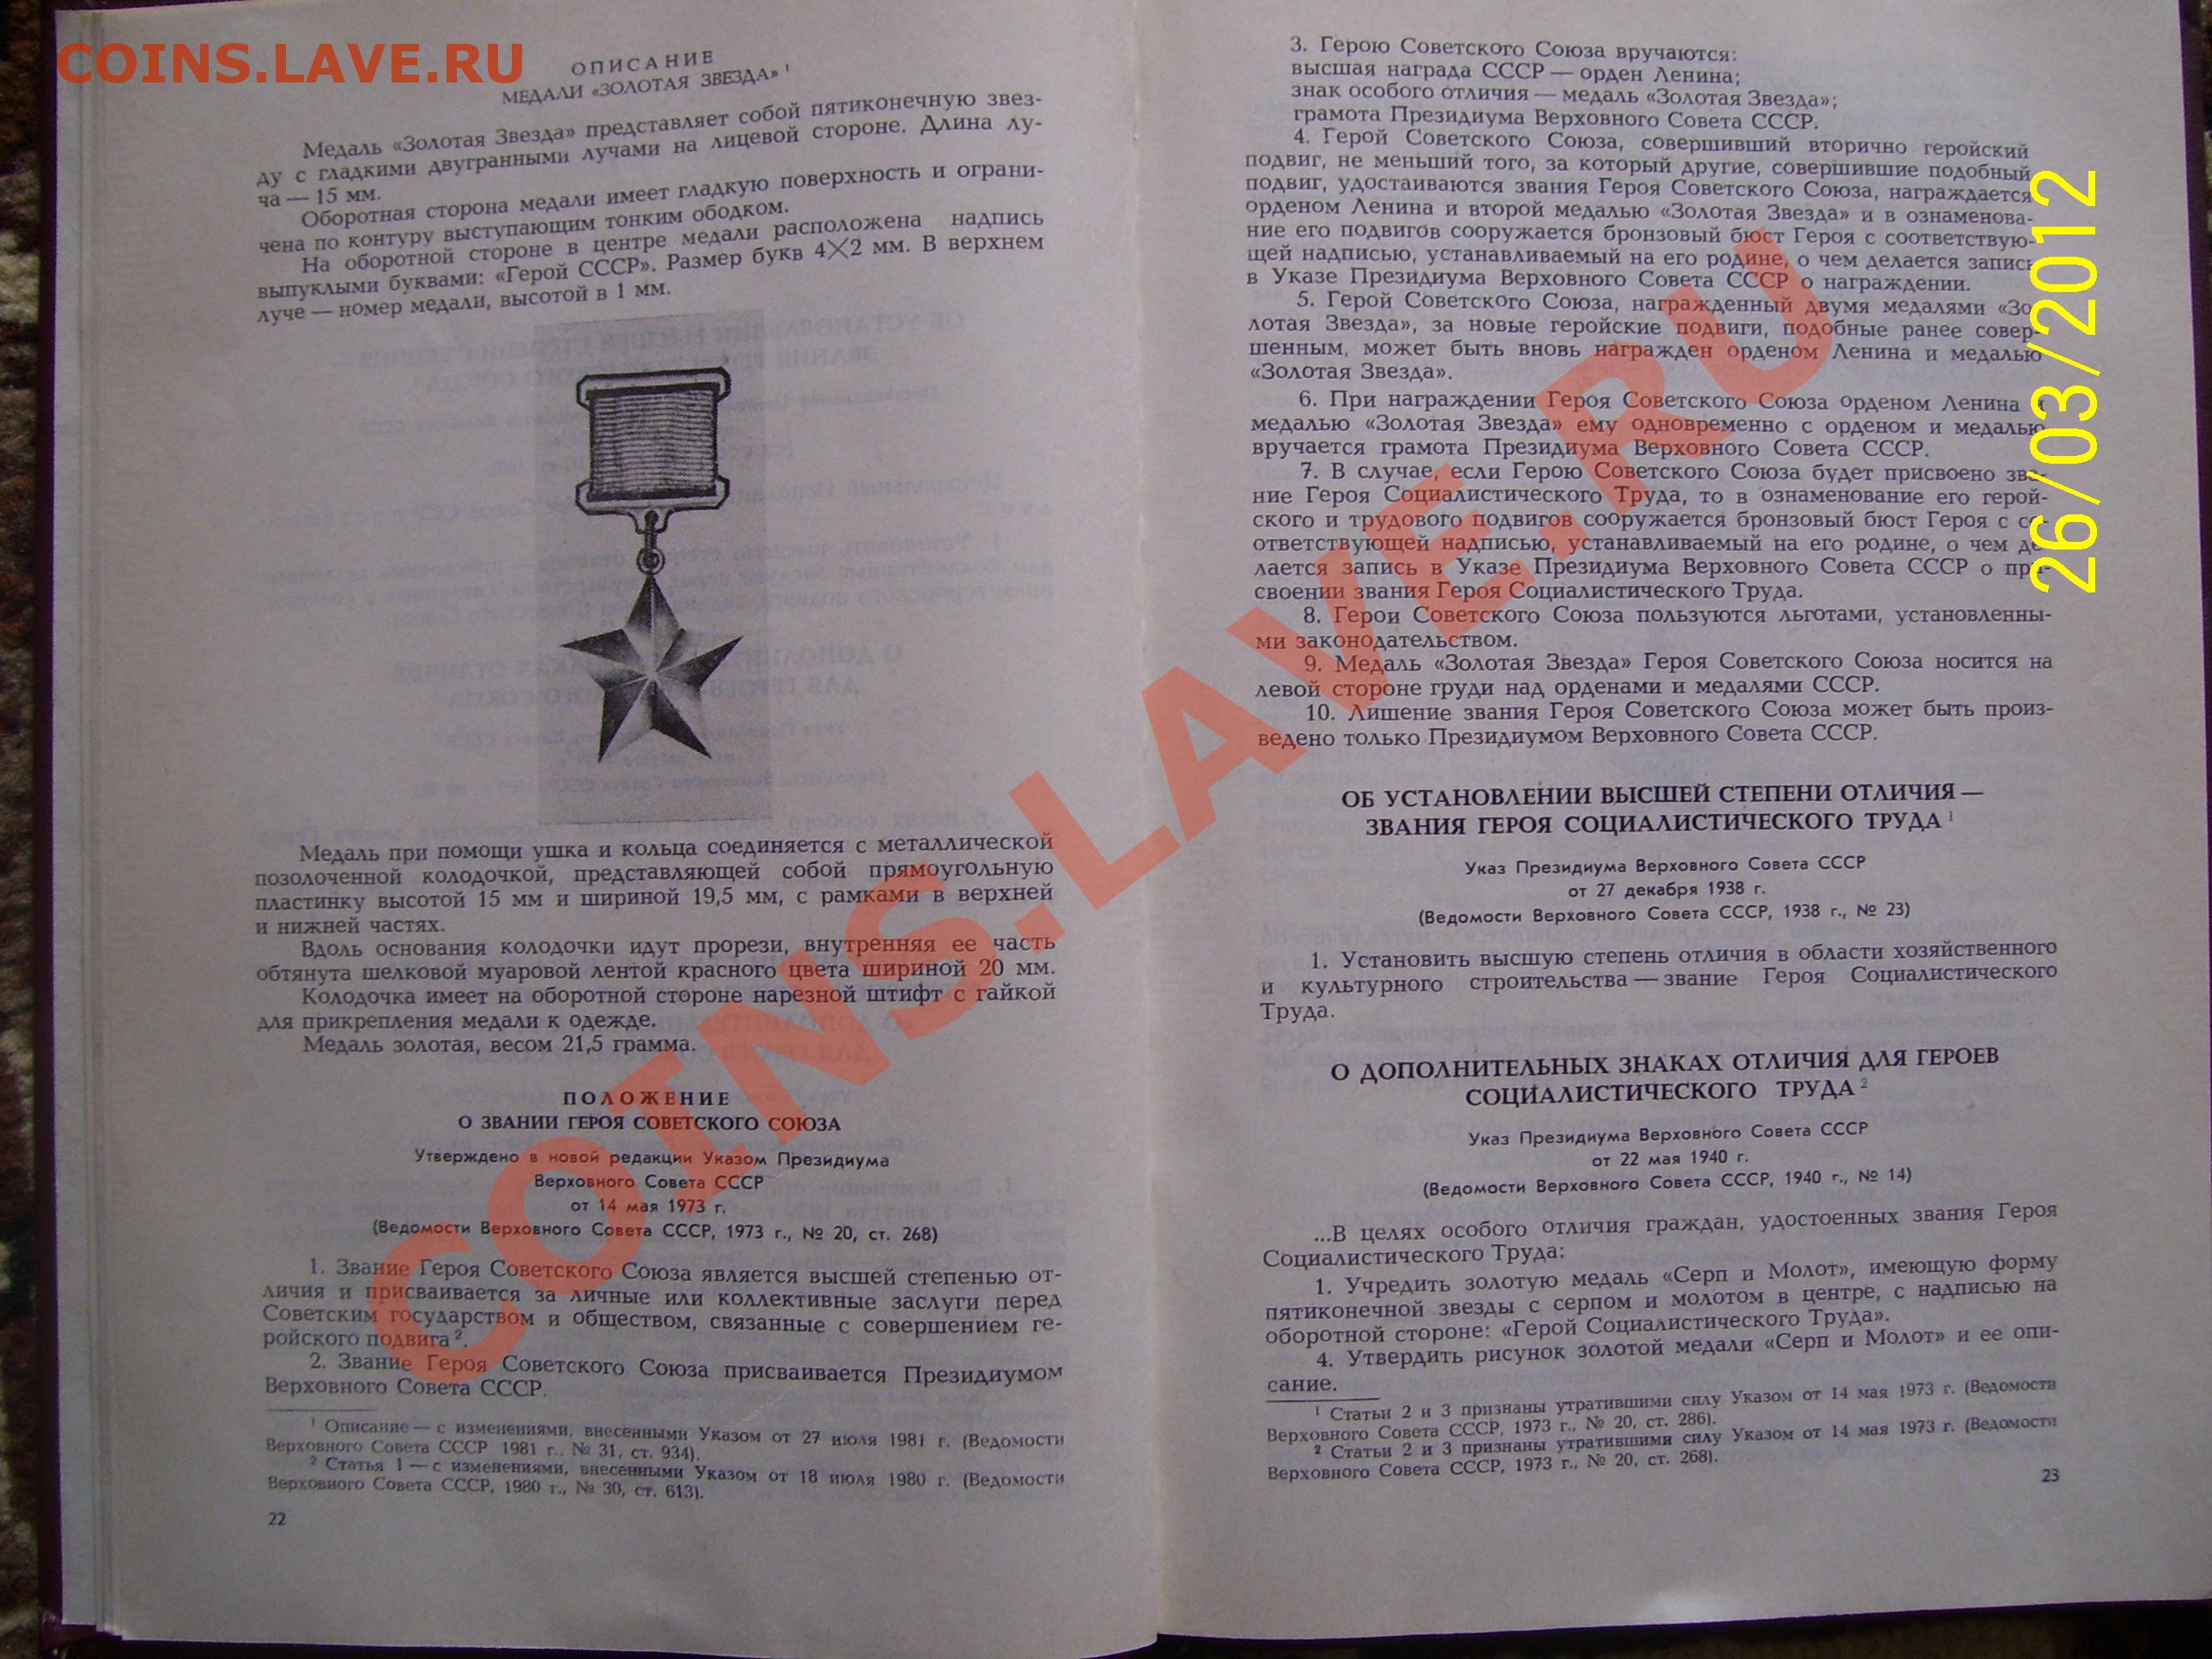 COINS.LAVE.RU
ОПИСАНИЕ
МЕДАЛИ «ЗОЛОТАЯ ЗВЕЗДА» ¹
Медаль «Золотая Звезда» представляет собой пятиконечную звез-
ду с гладкими двугранными лучами на лицевой стороне. Длина лу-
ча — 15 мм.
Оборотная сторона медали имеет гладкую поверхность и ограни-
чена по контуру выступающим тонким ободком.
На оборотной стороне в центре медали расположена надпись
выпуклыми буквами: «Герой СССР». Размер букв 4×2 мм. В верхнем
луче — номер медали, высотой в 1 мм.
Медаль при помощи ушка и кольца соединяется с металлической
позолоченной колодочкой, представляющей собой прямоугольную
пластинку высотой 15 мм и шириной 19,5 мм, с рамками в верхней
и нижней частях.
Вдоль основания колодочки идут прорези, внутренняя ее часть
обтянута шелковой муаровой лентой красного цвета шириной 20 мм.
Колодочка имеет на оборотной стороне нарезной штифт с гайкой
для прикрепления медали к одежде.
Медаль золотая, весом 21,5 грамма.
ПОЛОЖЕНИЕ
О ЗВАНИИ ГЕРОЯ СОВЕТСКОГО СОЮЗА
Утверждено в новой редакции Указом Президиума
Верховного Совета СССР
от 14 мая 1973 г.
(Ведомости Верховного Совета СССР, 1973 г., № 20, ст. 268)
1. Звание Героя Советского Союза является высшей степенью от-
личия и присваивается за личные или коллективные заслуги перед
Советским государством и обществом, связанные с совершением ге-
ройского подвига ².
2. Звание Героя Советского Союза присваивается Президиумом
Верховного Совета СССР.
¹ Описание — с изменениями, внесенными Указом от 27 июля 1981 г. (Ведомости
Верховного Совета СССР 1981 г., № 31, ст. 934).
² Статья 1 — с изменениями, внесенными Указом от 18 июля 1980 г. (Ведомости
Верховного Совета СССР, 1980 г., № 30, ст. 613).
22
3. Герою Советского Союза вручаются:
высшая награда СССР — орден Ленина;
знак особого отличия — медаль «Золотая Звезда»;
грамота Президиума Верховного Совета СССР.
4. Герой Советского Союза, совершивший вторично геройский
подвиг, не меньший того, за который другие, совершившие подобный
подвиг, удостаиваются звания Героя Советского Союза, награждается
орденом Ленина и второй медалью «Золотая Звезда» и в ознаменова-
ние его подвигов сооружается бронзовый бюст Героя с соответствую-
щей надписью, устанавливаемый на его родине, о чем делается запись
в Указе Президиума Верховного Совета СССР о награждении.
5. Герой Советского Союза, награжденный двумя медалями «Зо-
лотая Звезда», за новые геройские подвиги, подобные ранее совер-
шенным, может быть вновь награжден орденом Ленина и медалью
«Золотая Звезда».
6. При награждении Героя Советского Союза орденом Ленина и
медалью «Золотая Звезда» ему одновременно с орденом и медалью
вручается грамота Президиума Верховного Совета СССР.
7. В случае, если Герою Советского Союза будет присвоено зва-
ние Героя Социалистического Труда, то в ознаменование его герой-
ского и трудового подвигов сооружается бронзовый бюст Героя с со-
ответствующей надписью, устанавливаемый на его родине, о чем де-
лается запись в Указе Президиума Верховного Совета СССР о при-
своении звания Героя Социалистического Труда.
8. Герои Советского Союза пользуются льготами, установленны-
ми законодательством.
9. Медаль «Золотая Звезда» Героя Советского Союза носится на
левой стороне груди над орденами и медалями СССР.
10. Лишение звания Героя Советского Союза может быть произ-
ведено только Президиумом Верховного Совета СССР.
ОБ УСТАНОВЛЕНИИ ВЫСШЕЙ СТЕПЕНИ ОТЛИЧИЯ —
ЗВАНИЯ ГЕРОЯ СОЦИАЛИСТИЧЕСКОГО ТРУДА ¹
Указ Президиума Верховного Совета СССР
от 27 декабря 1938 г.
(Ведомости Верховного Совета СССР, 1938 г., № 23)
1. Установить высшую степень отличия в области хозяйственного
и культурного строительства — звание Героя Социалистического
Труда.
О ДОПОЛНИТЕЛЬНЫХ ЗНАКАХ ОТЛИЧИЯ ДЛЯ ГЕРОЕВ
СОЦИАЛИСТИЧЕСКОГО ТРУДА ²
Указ Президиума Верховного Совета СССР
от 22 мая 1940 г.
(Ведомости Верховного Совета СССР, 1940 г., № 14)
...В целях особого отличия граждан, удостоенных звания Героя
Социалистического Труда:
1. Учредить золотую медаль «Серп и Молот», имеющую форму
пятиконечной звезды с серпом и молотом в центре, с надписью на
оборотной стороне: «Герой Социалистического Труда».
4. Утвердить рисунок золотой медали «Серп и Молот» и ее опи-
сание.
¹ Статьи 2 и 3 признаны утратившими силу Указом от 14 мая 1973 г. (Ведомости
Верховного Совета СССР, 1973 г., № 20, ст. 286).
² Статьи 2 и 3 признаны утратившими силу Указом от 14 мая 1973 г. (Ведомости
Верховного Совета СССР, 1973 г., № 20, ст. 268).
23
26/03/2012
COINS.LAVE.RU